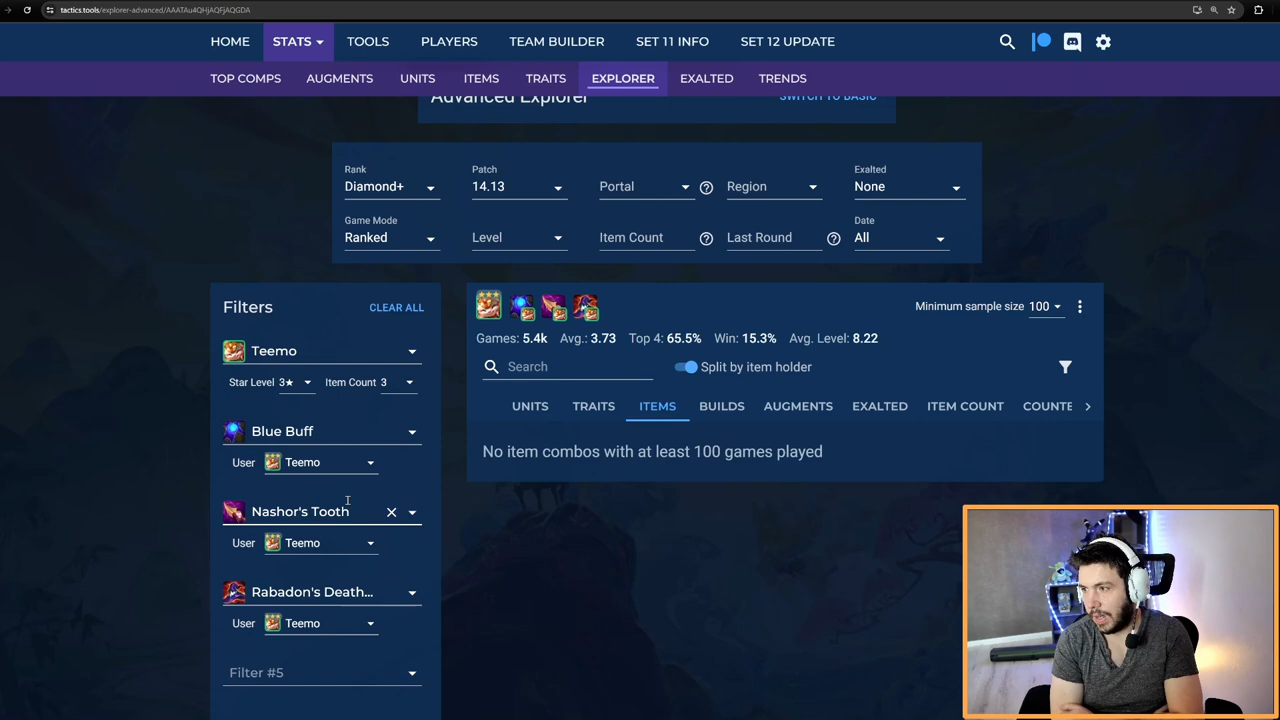 tactics.tools/explorer-advanced/AAATAu4QHjAQFjAQGDA
HOME STATS TOOLS PLAYERS TEAM BUILDER SET 11 INFO SET 12 UPDATE
TOP COMPS AUGMENTS UNITS ITEMS TRAITS EXPLORER EXALTED TRENDS
Advanced Explorer SWITCH TO BASIC
Rank Patch Exalted
Diamond+ 14.13 Portal Region None
Game Mode Date
Ranked Level Item Count Last Round All
Filters CLEAR ALL
Teemo
Star Level 3★ Item Count 3
Blue Buff
User Teemo
Nashor's Tooth
User Teemo
Rabadon's Death...
User Teemo
Filter #5
Minimum sample size 100
Games: 5.4k Avg.: 3.73 Top 4: 65.5% Win: 15.3% Avg. Level: 8.22
Search Split by item holder
UNITS TRAITS ITEMS BUILDS AUGMENTS EXALTED ITEM COUNT COUNTE
No item combos with at least 100 games played